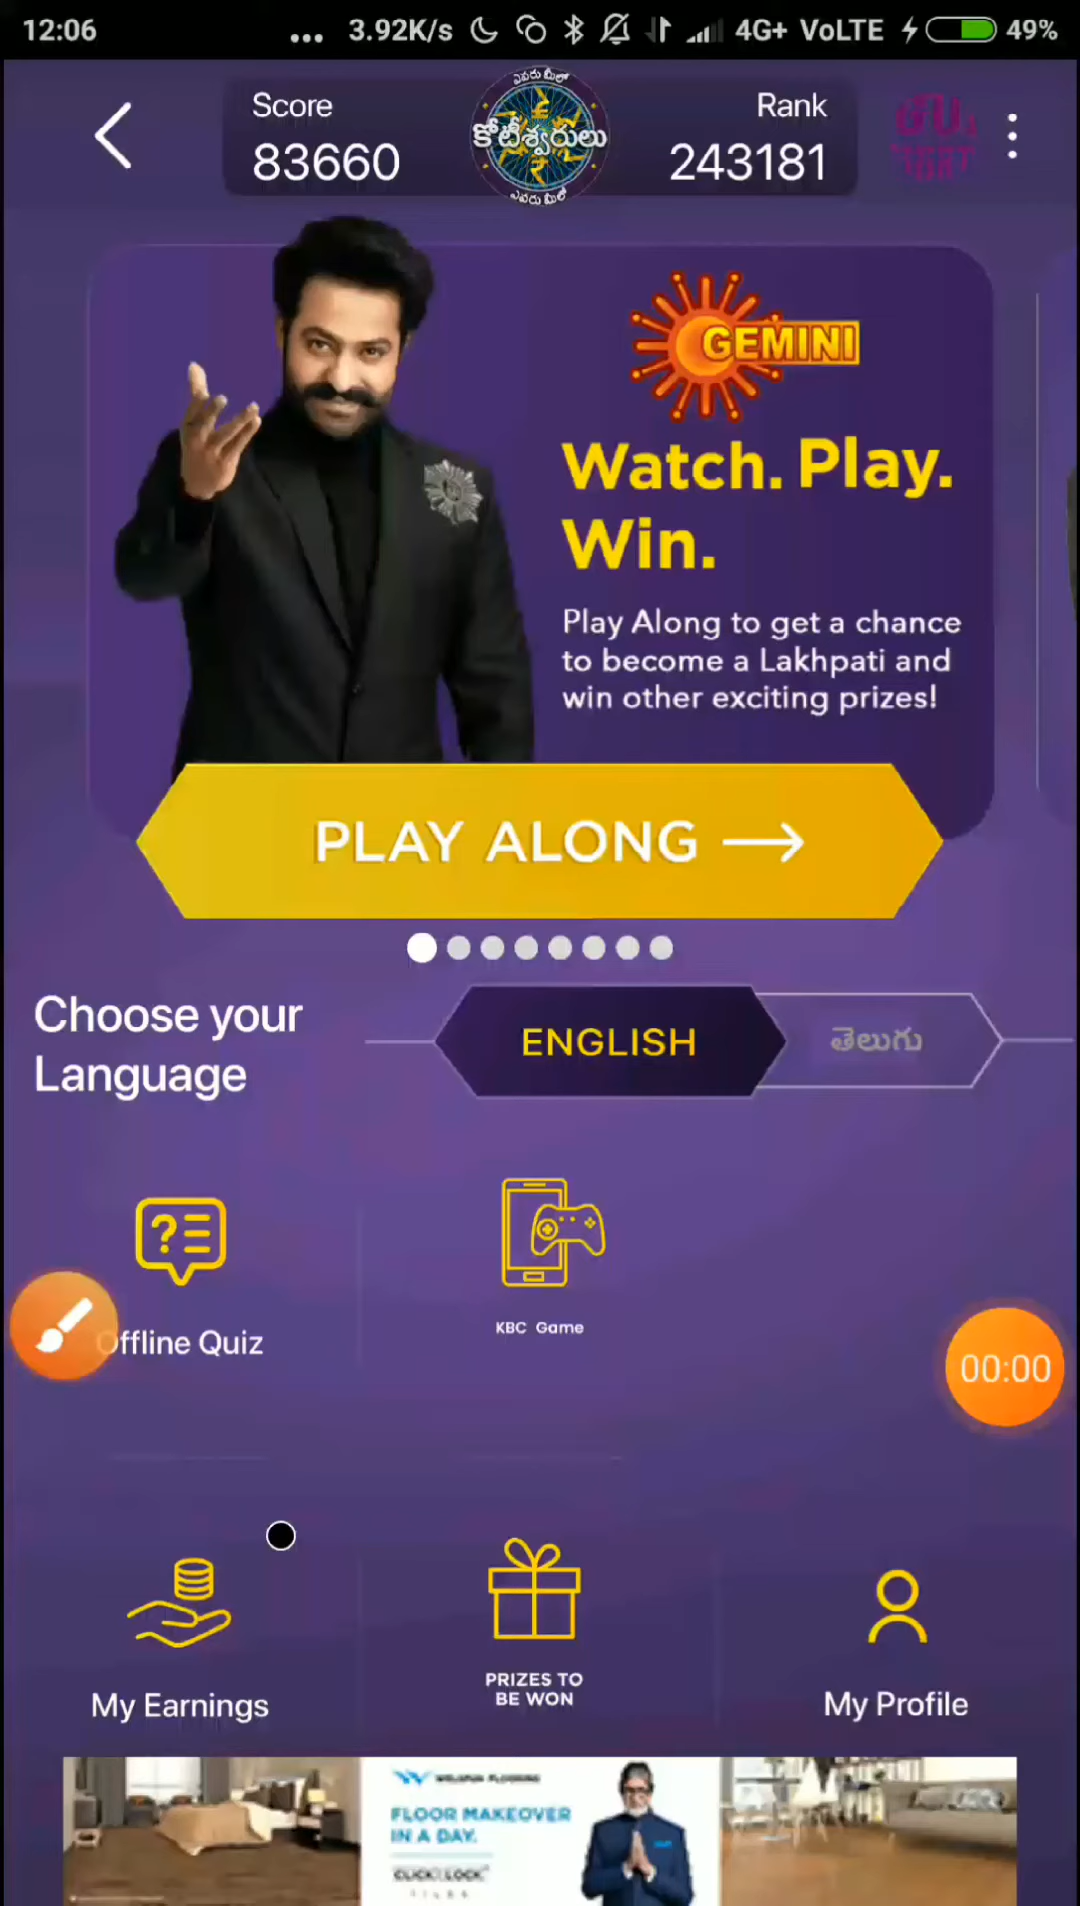 12:06
... 3.92K/s 4G+ VoLTE 49%
Score
83660
ఎవరు మీలో
కోటీశ్వరులు
ఎవరు మీలో
Rank
243181
GEMINI
Watch. Play.
Win.
Play Along to get a chance
to become a Lakhpati and
win other exciting prizes!
PLAY ALONG →
Choose your
Language
ENGLISH
తెలుగు
Offline Quiz
KBC Game
00:00
My Earnings
PRIZES TO
BE WON
My Profile
FLOOR MAKEOVER
IN A DAY.